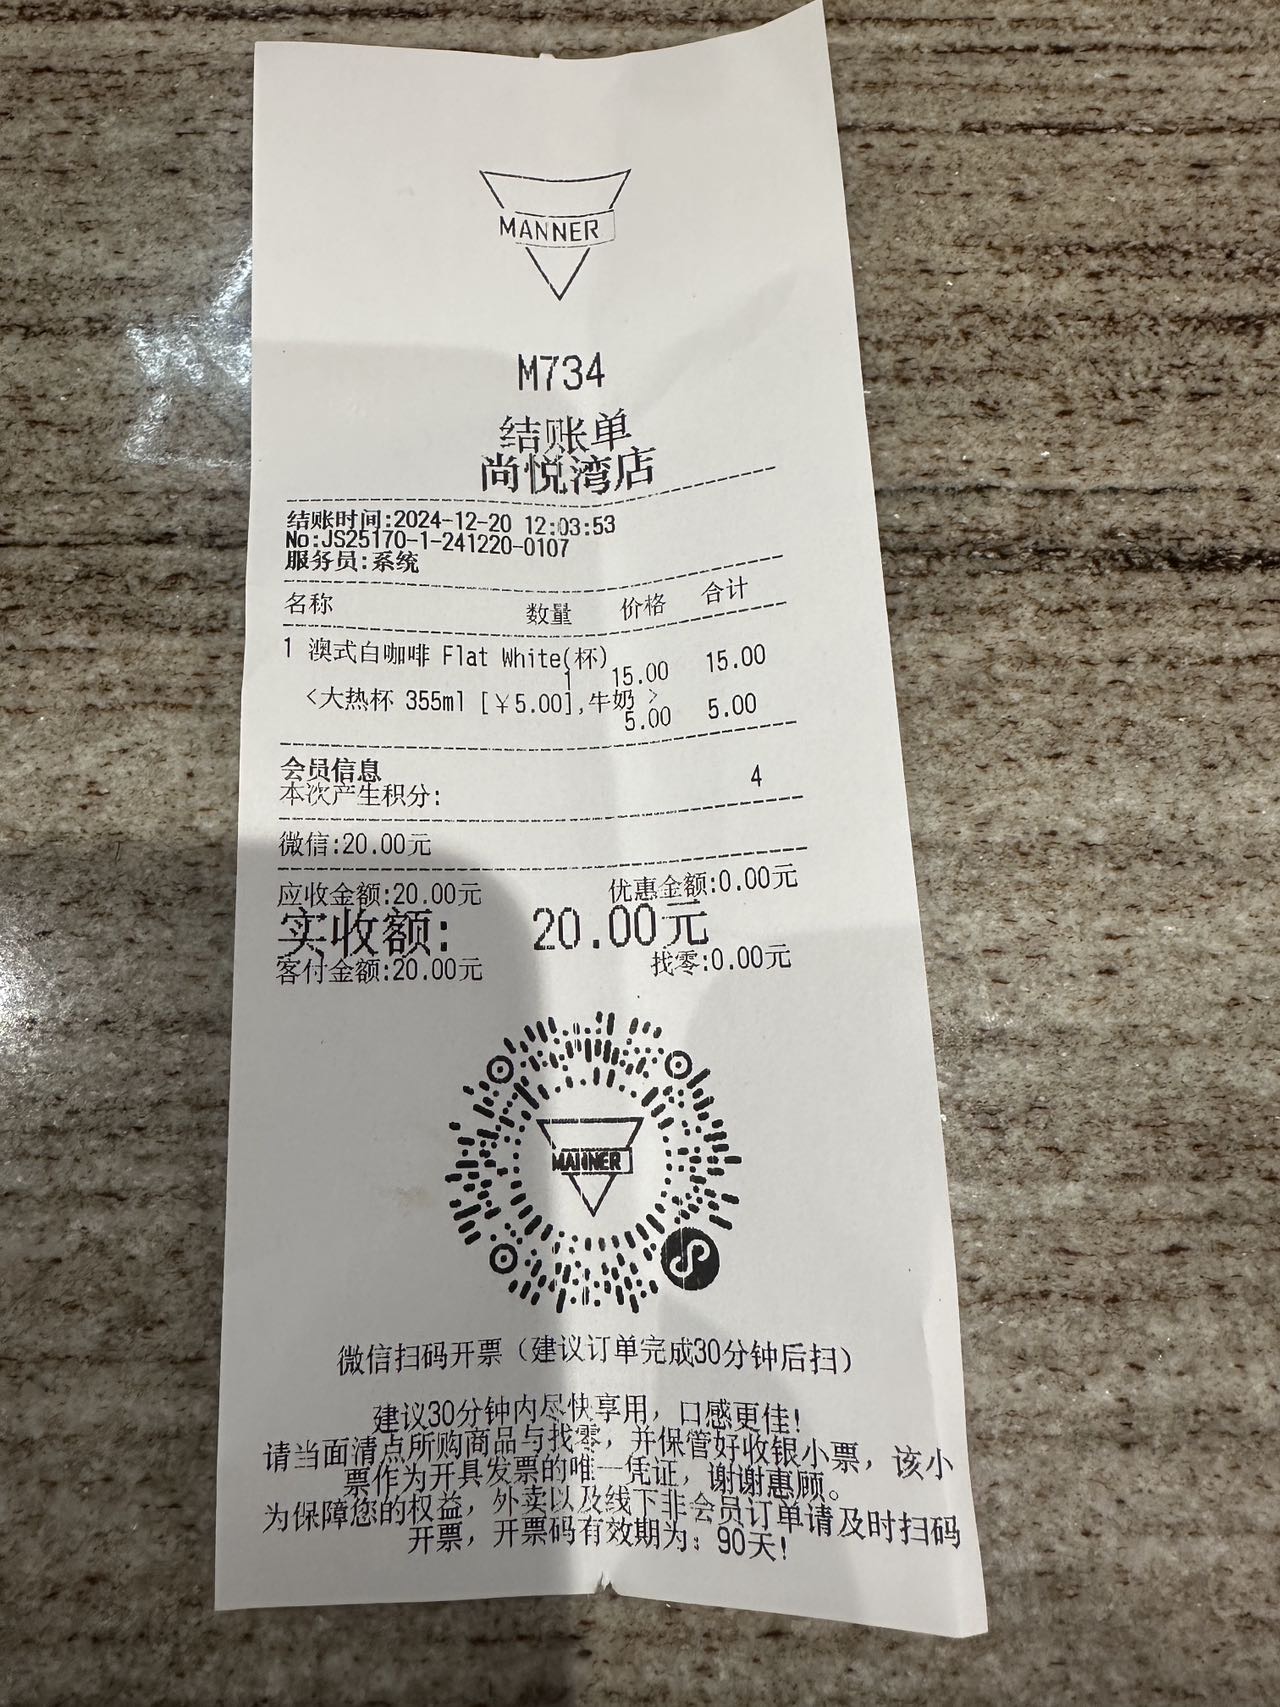 MANNER
M734
结账单
尚悦湾店
结账时间:2024-12-20 12:03:53
No:JS25170-1-241220-0107
服务员:系统
名称 数量 价格 合计
1 澳式白咖啡 Flat White(杯)
1 15.00 15.00
<大热杯 355ml [￥5.00],牛奶 >
5.00 5.00
会员信息
本次产生积分: 4
微信:20.00元
应收金额:20.00元 优惠金额:0.00元
实收额: 20.00元
客付金额:20.00元 找零:0.00元
MANNER
微信扫码开票（建议订单完成30分钟后扫）
建议30分钟内尽快享用，口感更佳!
请当面清点所购商品与找零，并保管好收银小票，该小
票作为开具发票的唯一凭证，谢谢惠顾。
为保障您的权益，外卖以及线下非会员订单请及时扫码
开票，开票码有效期为：90天!